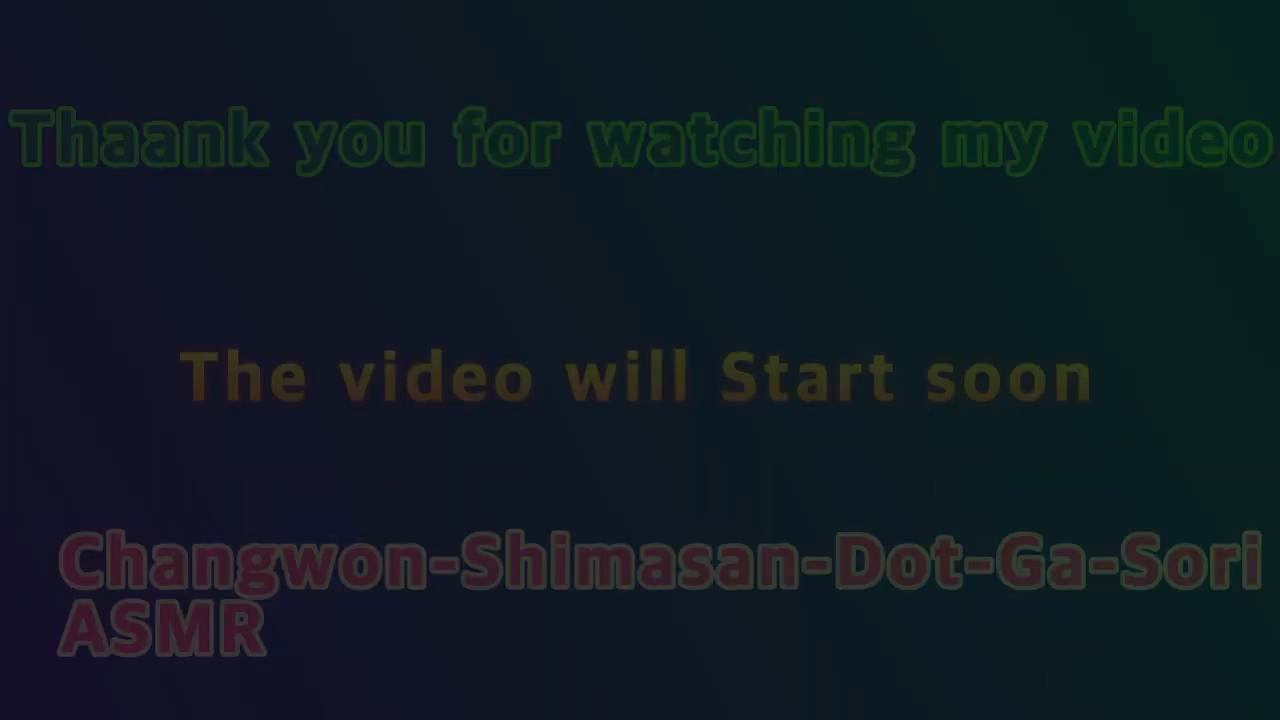 Thaank you for watching my video
The video will Start soon
Changwon-Shimasan-Dot-Ga-Sori
ASMR